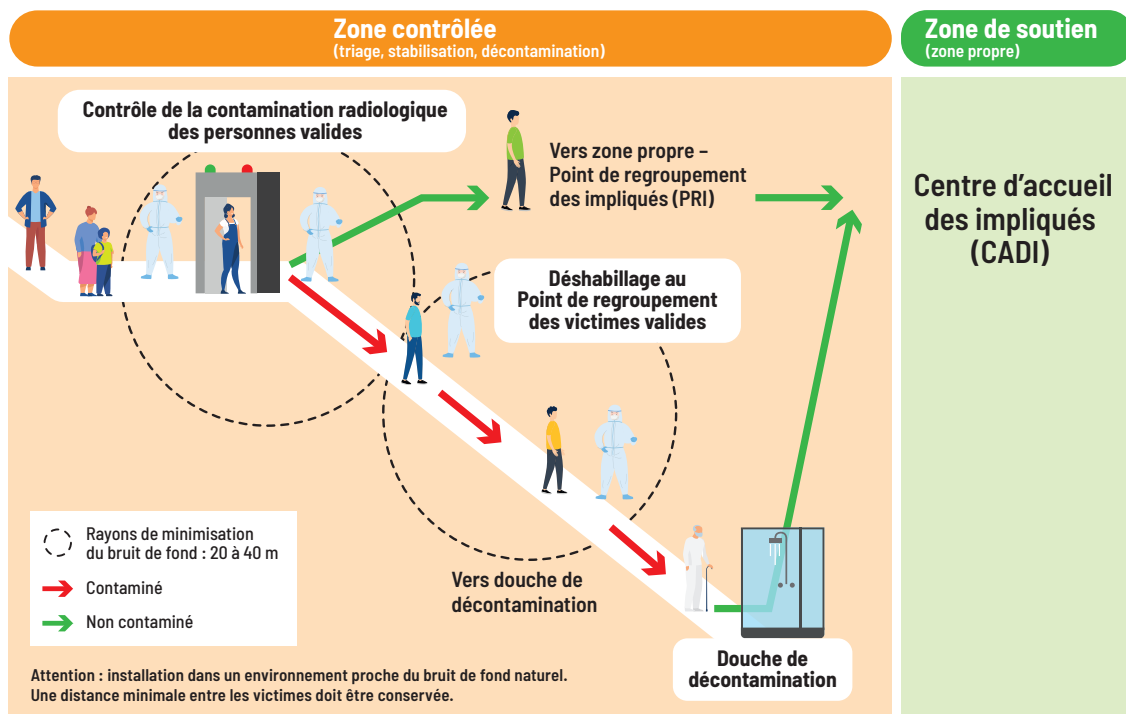 Zone contrôlée
(triage, stabilisation, décontamination)
Zone de soutien
(zone propre)
Contrôle de la contamination radiologique
des personnes valides
Vers zone propre –
Point de regroupement
des impliqués (PRI)
Centre d’accueil
des impliqués
(CADI)
Déshabillage au
Point de regroupement
des victimes valides
Rayons de minimisation
du bruit de fond : 20 à 40 m
Contaminé
Non contaminé
Vers douche de
décontamination
Douche de
décontamination
Attention : installation dans un environnement proche du bruit de fond naturel.
Une distance minimale entre les victimes doit être conservée.